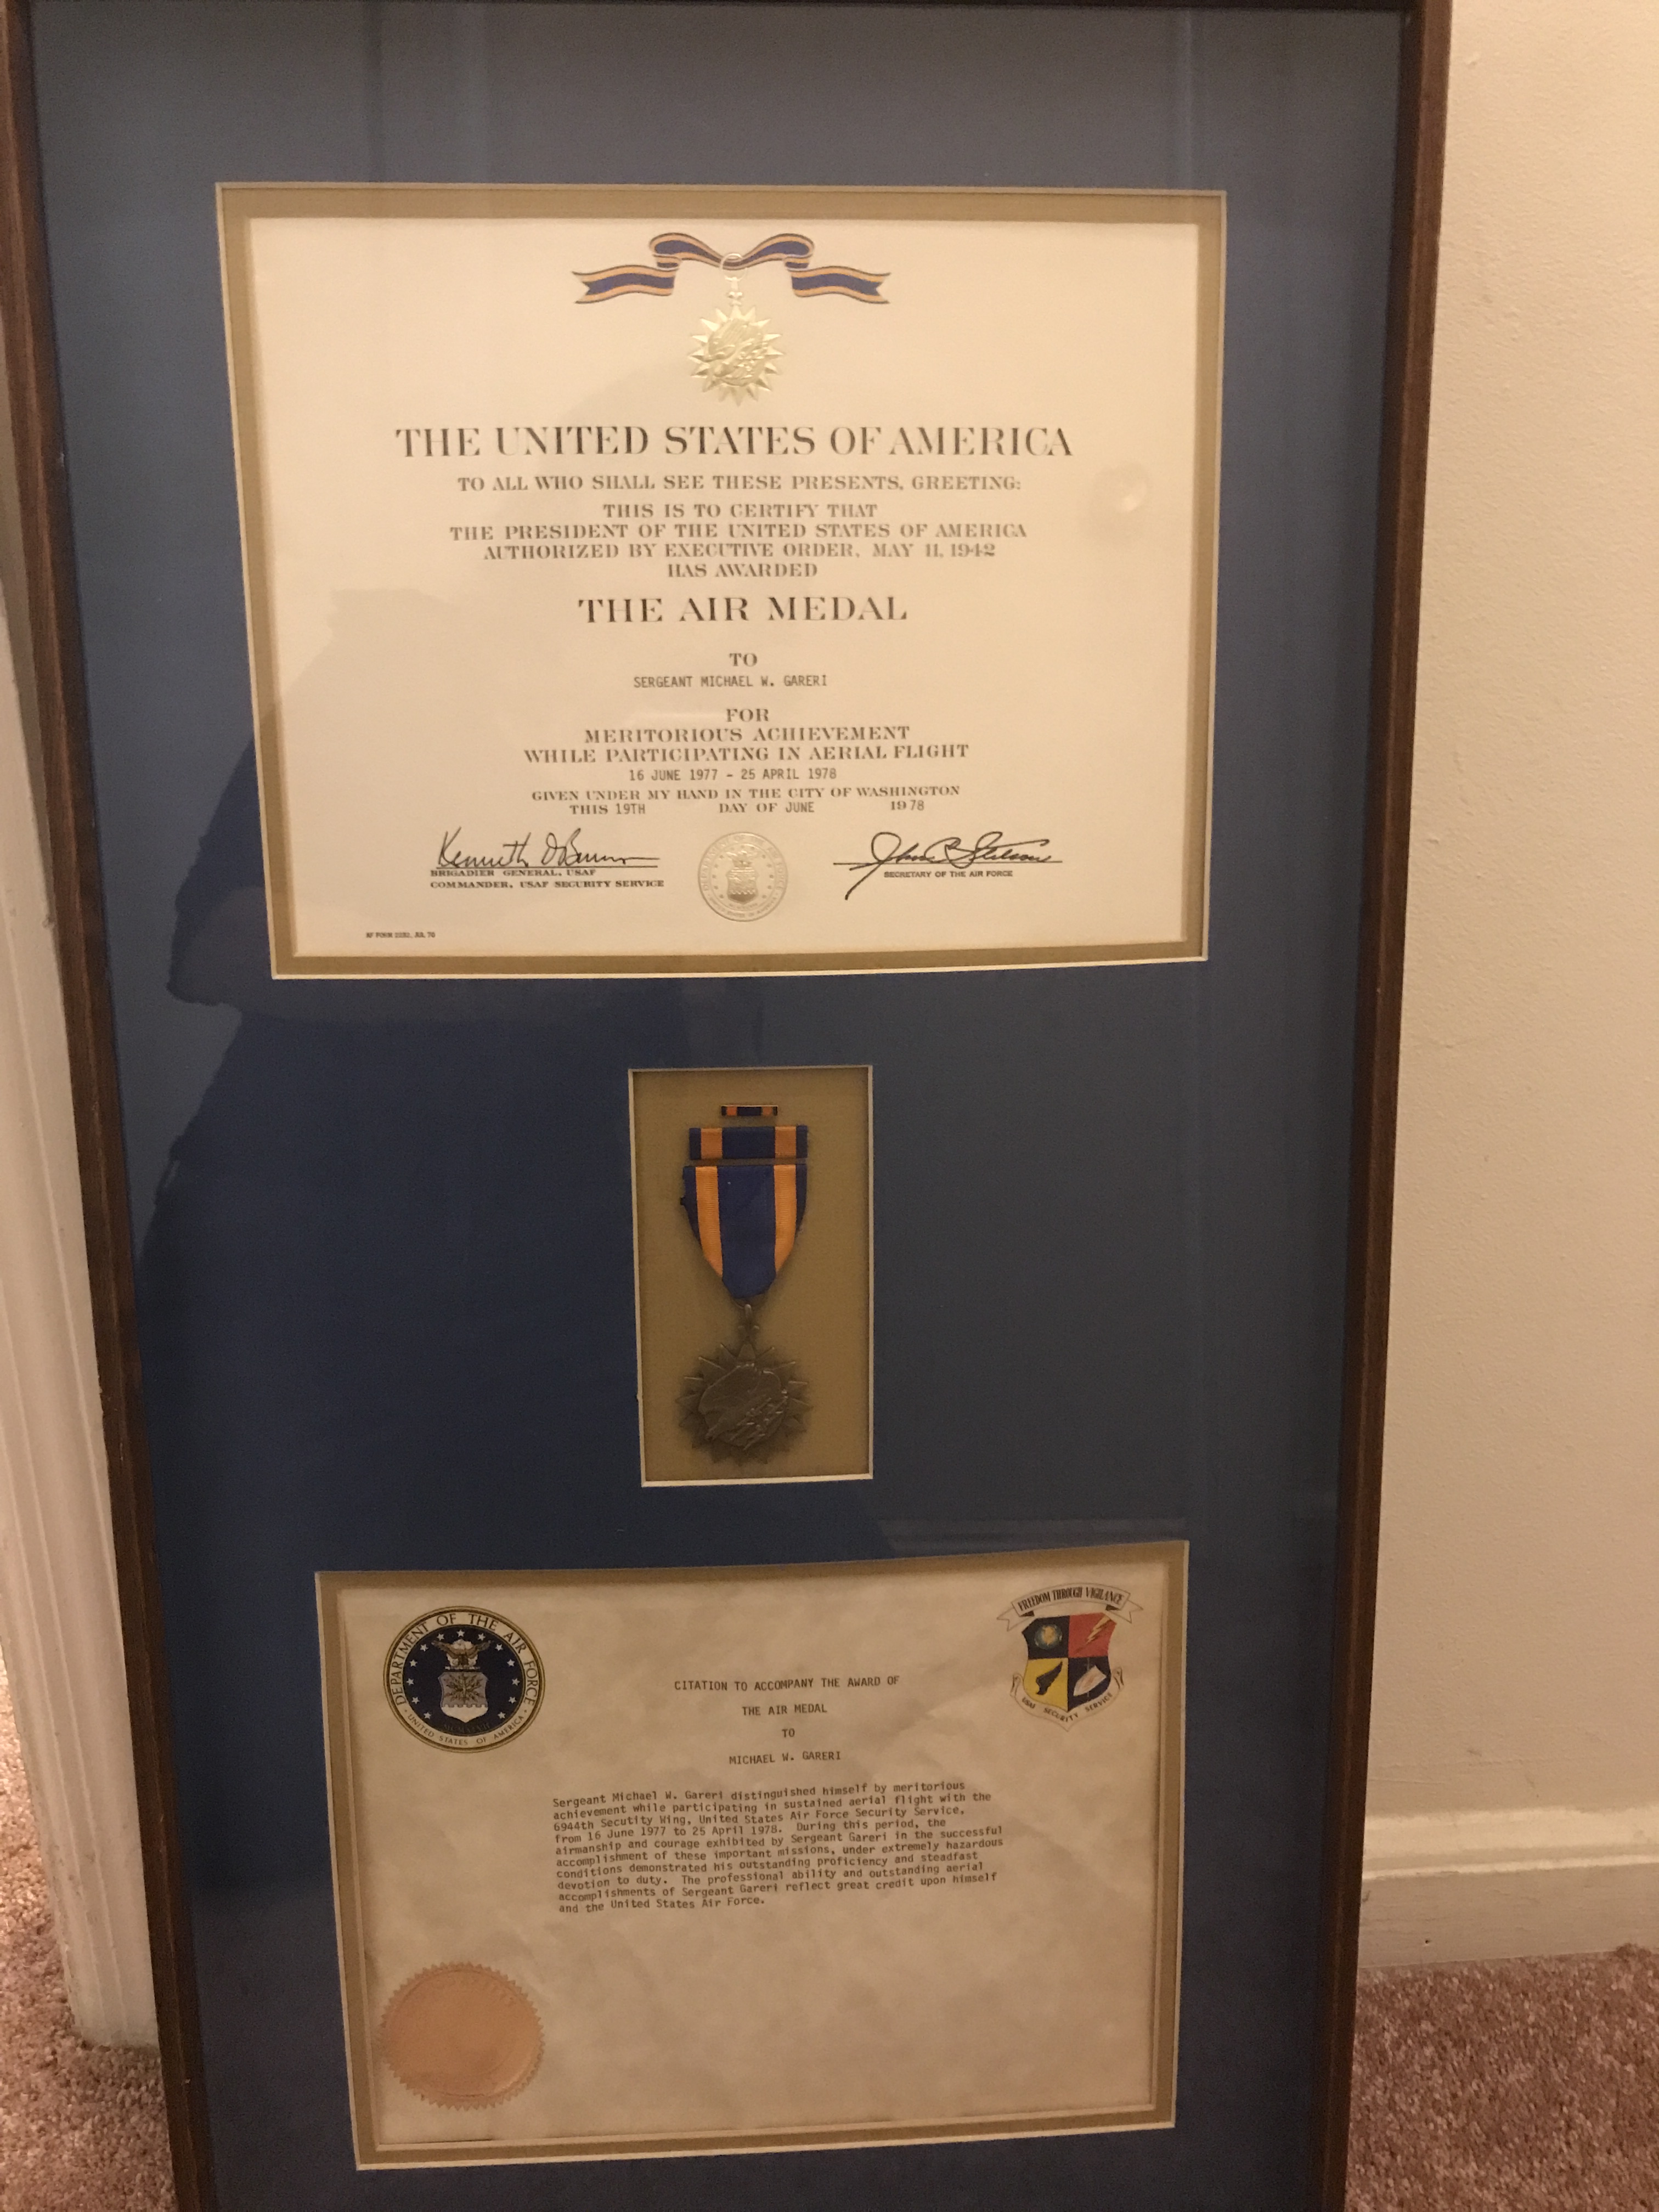 THE UNITED STATES OF AMERICA
TO ALL WHO SHALL SEE THESE PRESENTS, GREETING:
THIS IS TO CERTIFY THAT
THE PRESIDENT OF THE UNITED STATES OF AMERICA
AUTHORIZED BY EXECUTIVE ORDER, MAY 11, 1942
HAS AWARDED
THE AIR MEDAL
TO
SERGEANT MICHAEL W. GARERI
FOR
MERITORIOUS ACHIEVEMENT
WHILE PARTICIPATING IN AERIAL FLIGHT
16 JUNE 1977 - 25 APRIL 1978
GIVEN UNDER MY HAND IN THE CITY OF WASHINGTON
THIS 19TH DAY OF JUNE 1978
BRIGADIER GENERAL, USAF
COMMANDER, USAF SECURITY SERVICE
SECRETARY OF THE AIR FORCE
AF FORM JUL 70
DEPARTMENT OF THE AIR FORCE
UNITED STATES OF AMERICA
FREEDOM THROUGH VIGILANCE
USAF SECURITY SERVICE
CITATION TO ACCOMPANY THE AWARD OF
THE AIR MEDAL
TO
MICHAEL W. GARERI
Sergeant Michael W. Gareri distinguished himself by meritorious
achievement while participating in sustained aerial flight with the
6944th Secutity Wing, United States Air Force Security Service,
from 16 June 1977 to 25 April 1978. During this period, the
airmanship and courage exhibited by Sergeant Gareri in the successful
accomplishment of these important missions, under extremely hazardous
conditions demonstrated his outstanding proficiency and steadfast
devotion to duty. The professional ability and outstanding aerial
accomplishments of Sergeant Gareri reflect great credit upon himself
and the United States Air Force.